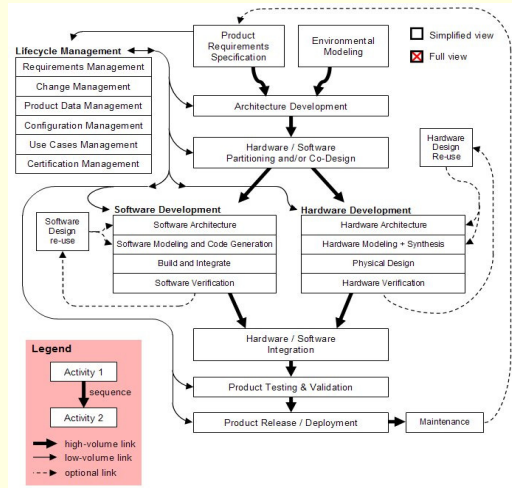 Product
Requirements
Specification
Environmental
Modeling
Simplified view
Full view
Lifecycle Management
Requirements Management
Change Management
Product Data Management
Configuration Management
Use Cases Management
Certification Management
Architecture Development
Hardware / Software
Partitioning and/or Co-Design
Hardware
Design
Re-use
Software
Design
re-use
Software Development
Software Architecture
Software Modeling and Code Generation
Build and Integrate
Software Verification
Hardware Development
Hardware Architecture
Hardware Modeling + Synthesis
Physical Design
Hardware Verification
Hardware / Software
Integration
Product Testing & Validation
Product Release / Deployment
Maintenance
Legend
Activity 1
sequence
Activity 2
high-volume link
low-volume link
optional link